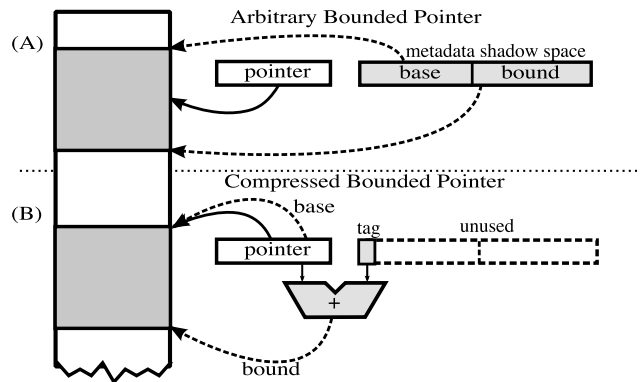 Arbitrary Bounded Pointer
(A)
metadata shadow space
pointer
base
bound
Compressed Bounded Pointer
(B)
base
tag
unused
pointer
+
bound